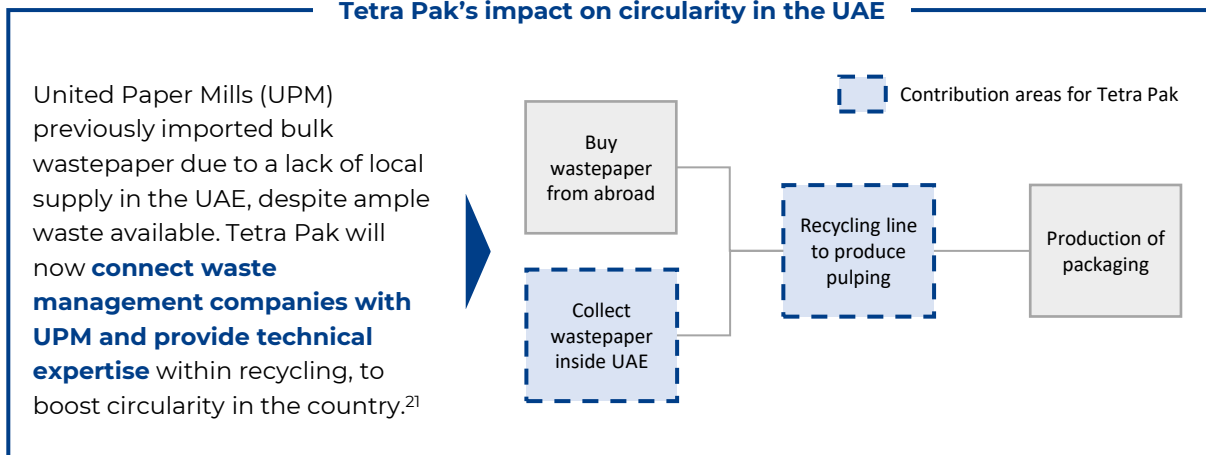 Tetra Pak's impact on circularity in the UAE
United Paper Mills (UPM)
previously imported bulk
wastepaper due to a lack of local
supply in the UAE, despite ample
waste available. Tetra Pak will
now connect waste
management companies with
UPM and provide technical
expertise within recycling, to
boost circularity in the country.²¹
Contribution areas for Tetra Pak
Buy
wastepaper
from abroad
Collect
wastepaper
inside UAE
Recycling line
to produce
pulping
Production of
packaging